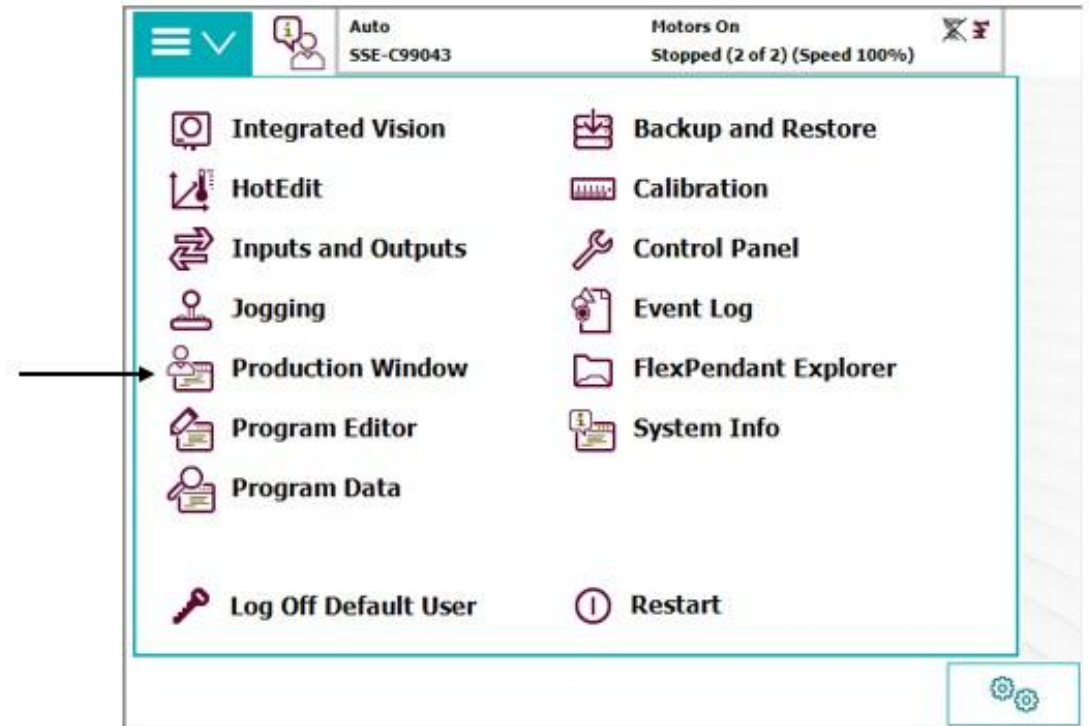 Auto
SSE-C99043
Motors On
Stopped (2 of 2) (Speed 100%)
Integrated Vision
HotEdit
Inputs and Outputs
Jogging
Production Window
Program Editor
Program Data
Backup and Restore
Calibration
Control Panel
Event Log
FlexPendant Explorer
System Info
Log Off Default User
Restart